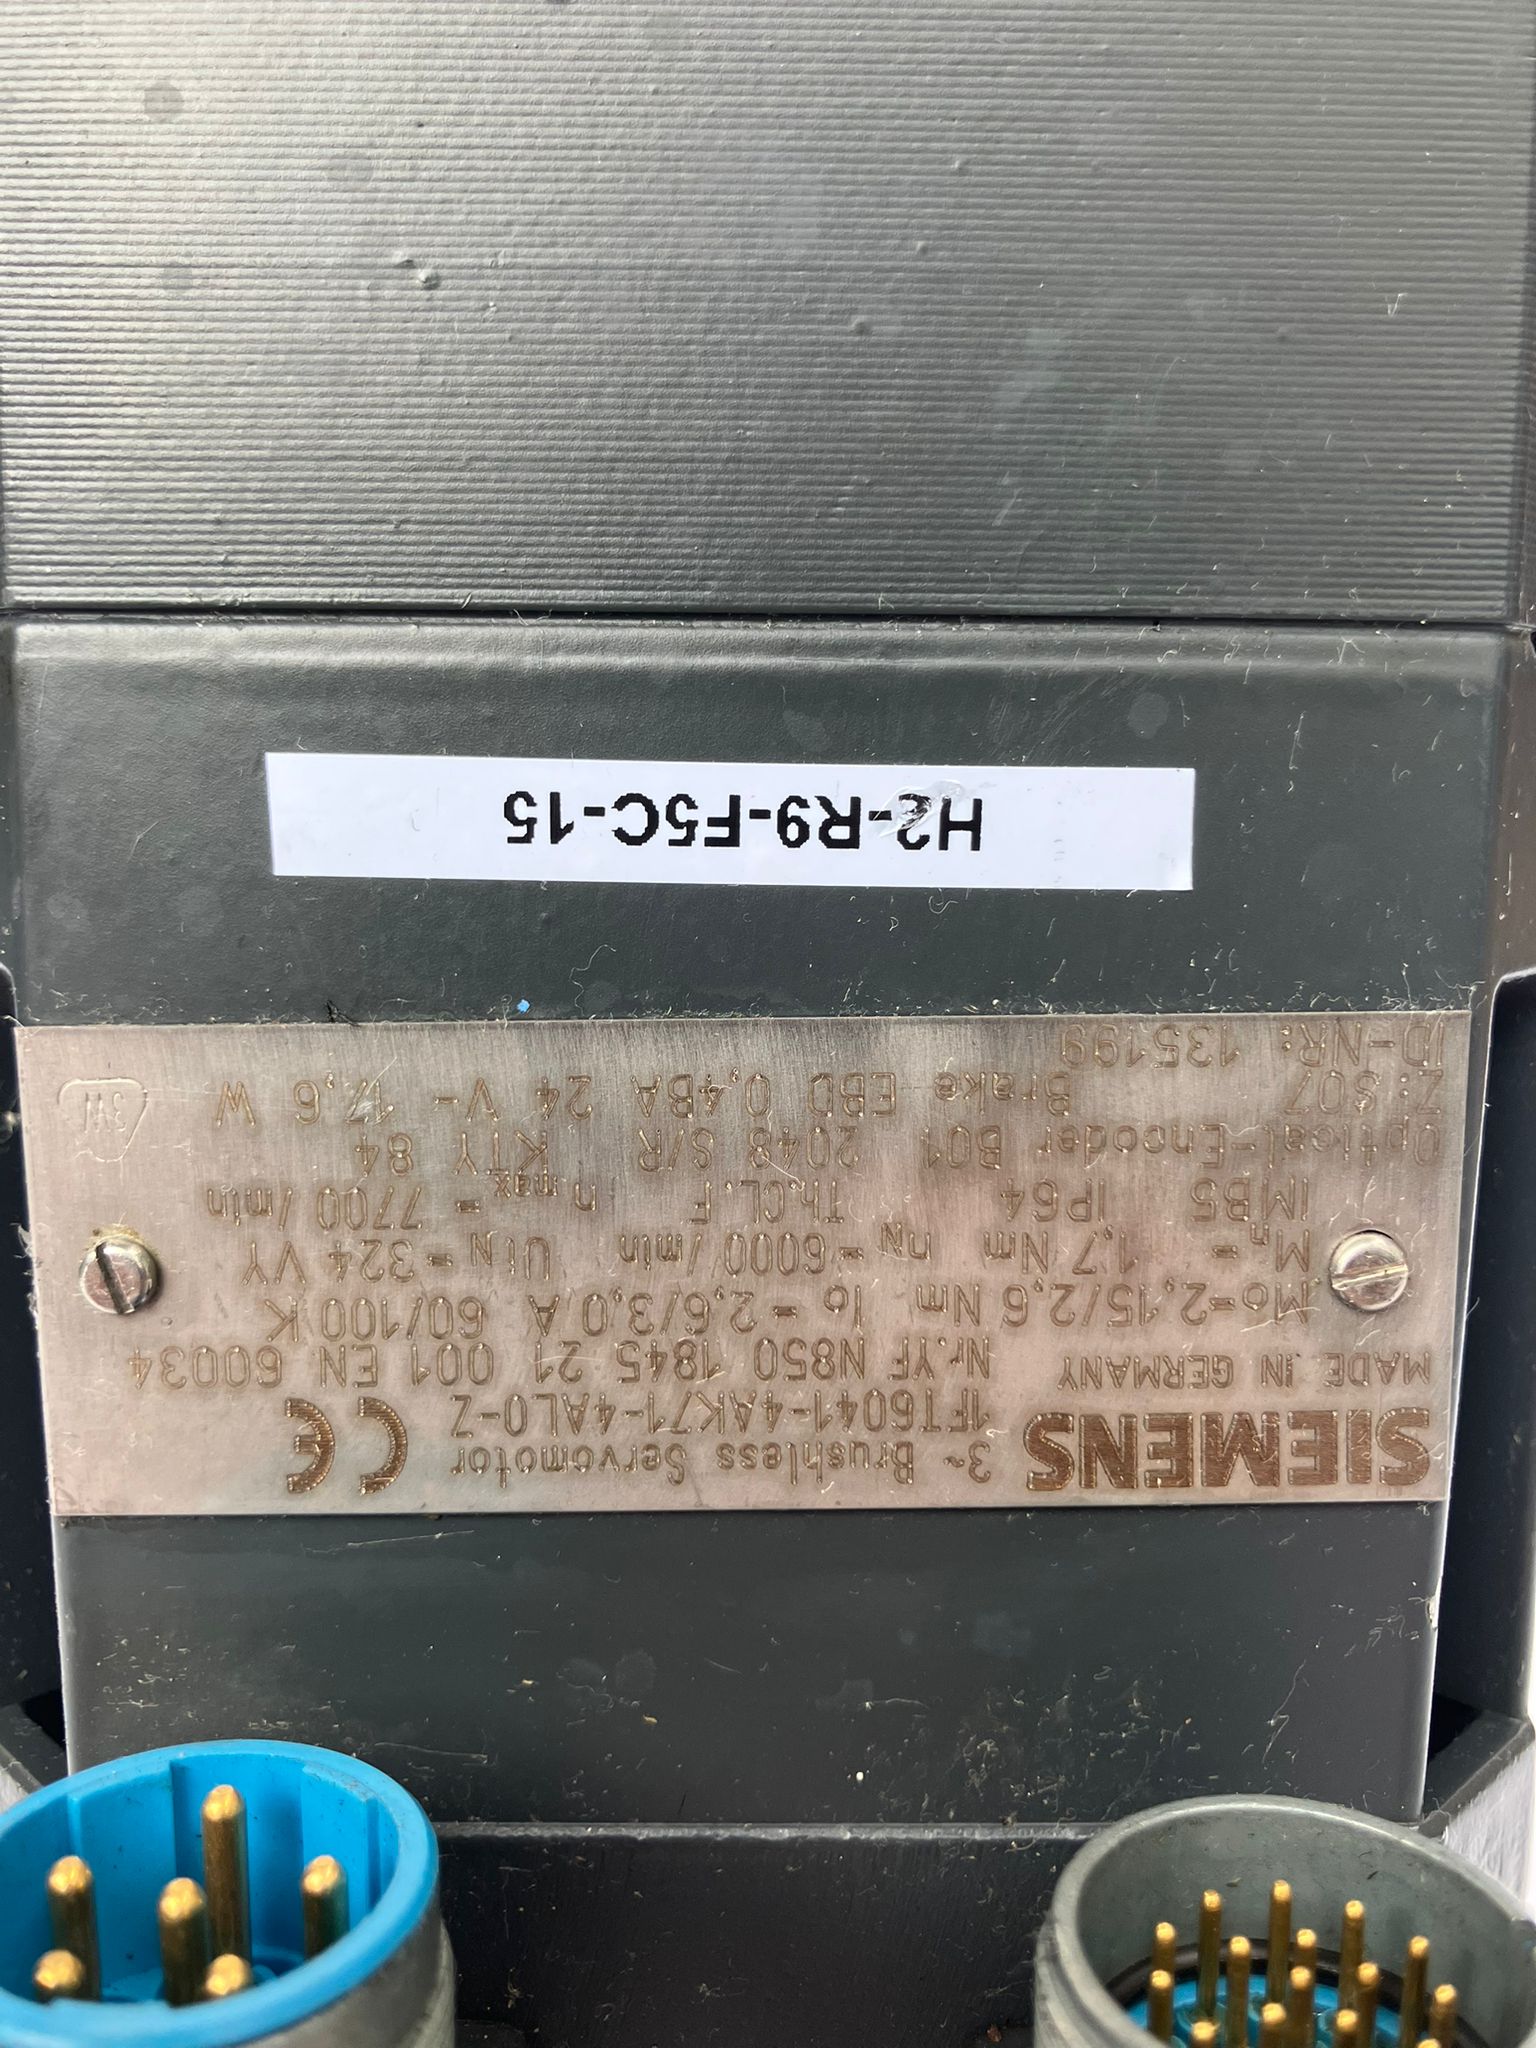 SIEMENS
MADE IN GERMANY
3~ Brushless Servomotor
1FT6041-4AK71-4AL0-Z
Nr.YF N850 1845 21 001 EN 60034
CE
Mo=2,15/2,6 Nm Io=2,6/3,0 A 60/100 K
Mn= 1,7 Nm nN=6000/min UiN=324 VY
IMB5 IP64 Th.CL.F nmax = 7700/min
Optical-Encoder B01 2048 S/R KTY 84
Z: S07 Brake EBD 0,4BA 24 V- 17,6 W
ID-NR: 135199
3W
H2-R9-F5C-15